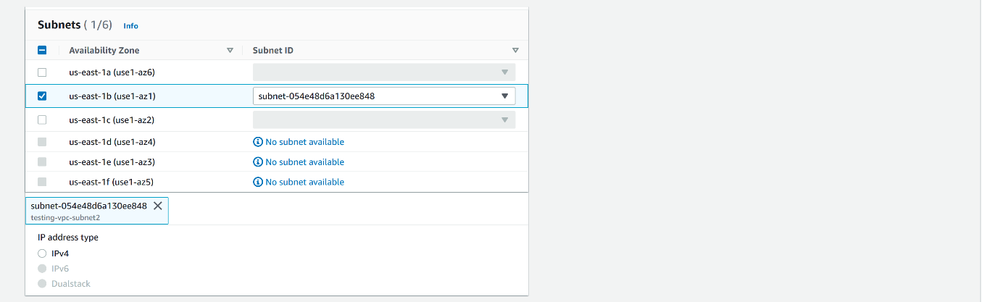 Subnets ( 1/6) Info
Availability Zone Subnet ID
us-east-1a (use1-az6)
us-east-1b (use1-az1) subnet-054e48d6a130ee848
us-east-1c (use1-az2)
us-east-1d (use1-az4) No subnet available
us-east-1e (use1-az3) No subnet available
us-east-1f (use1-az5) No subnet available
subnet-054e48d6a130ee848
testing-vpc-subnet2
IP address type
IPv4
IPv6
Dualstack